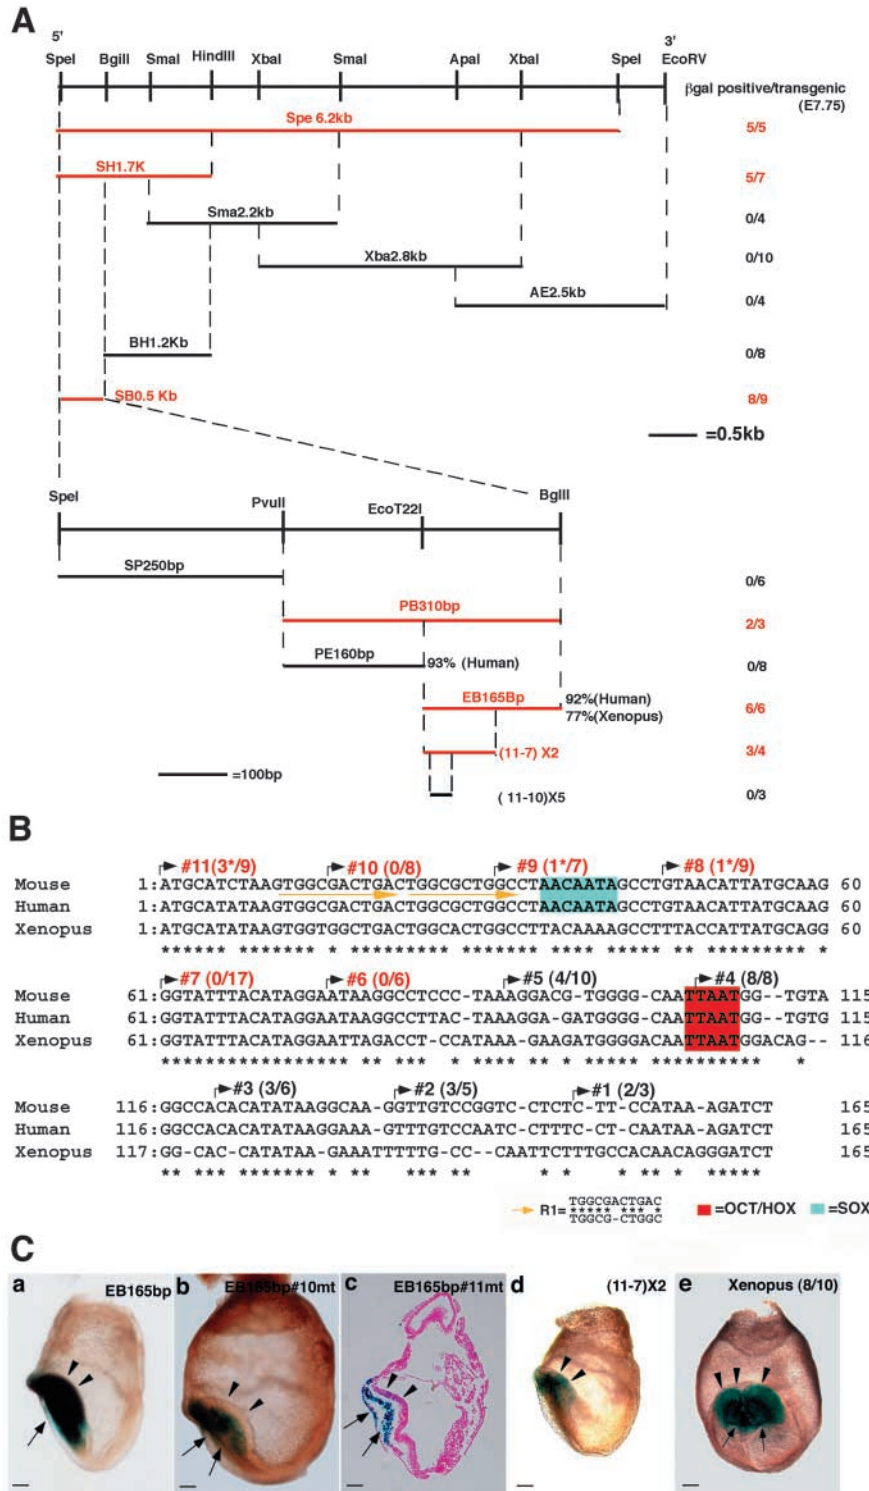 A
5' 3'
SpeI BgiII SmaI HindIII XbaI SmaI ApaI XbaI SpeI EcoRV
βgal positive/transgenic
(E7.75)
Spe 6.2kb 5/5
SH1.7K 5/7
Sma2.2kb 0/4
Xba2.8kb 0/10
AE2.5kb 0/4
BH1.2Kb 0/8
SB0.5 Kb 8/9
=0.5kb
SpeI PvuII EcoT22I BgIII
SP250bp 0/6
PB310bp 2/3
PE160bp 93% (Human) 0/8
EB165Bp 92%(Human) 6/6
77%(Xenopus)
(11-7) X2 3/4
=100bp ( 11-10)X5 0/3
B
#11(3*/9) #10 (0/8) #9 (1*/7) #8 (1*/9)
Mouse 1:ATGCATCTAAGTGGCGACTGACTGGCGCTGGCCTAACAATAGCCTGTAACATTATGCAAG 60
Human 1:ATGCATATAAGTGGCGACTGACTGGCGCTGGCCTAACAATAGCCTGTAACATTATGCAAG 60
Xenopus 1:ATGCATATAAGTGGTGGCTGACTGGCACTGGCCTTACAAAAGCCTTTACCATTATGCAGG 60
****** ******* * ********* ******* **** ***** ** ********* *
#7 (0/17) #6 (0/6) #5 (4/10) #4 (8/8)
Mouse 61:GGTATTTACATAGGAATAAGGCCTCCC-TAAAGGACG-TGGGG-CAATTAATGG--TGTA 115
Human 61:GGTATTTACATAGGAATAAGGCCTTAC-TAAAGGA-GATGGGG-CAATTAATGG--TGTG 115
Xenopus 61:GGTATTTACATAGGAATTAGACCT-CCATAAA-GAAGATGGGGACAATTAATGGACAG-- 116
#3 (3/6) #2 (3/5) #1 (2/3)
Mouse 116:GGCCACACATATAAGGCAA-GGTTGTCCGGTC-CTCTC-TT-CCATAA-AGATCT 165
Human 116:GGCCACACATATAAGGAAA-GTTTGTCCAATC-CTTTC-CT-CAATAA-AGATCT 165
Xenopus 117:GG-CAC-CATATAA-GAAATTTTTG-CC--CAATTCTTTGCCACAACAGGGATCT 165
R1= TGGCGACTGAC
***** *** *
TGGCG-CTGGC
=OCT/HOX =SOX
C
a EB165bp
b EB165bp#10mt
c EB165bp#11mt
d (11-7)X2
e Xenopus (8/10)